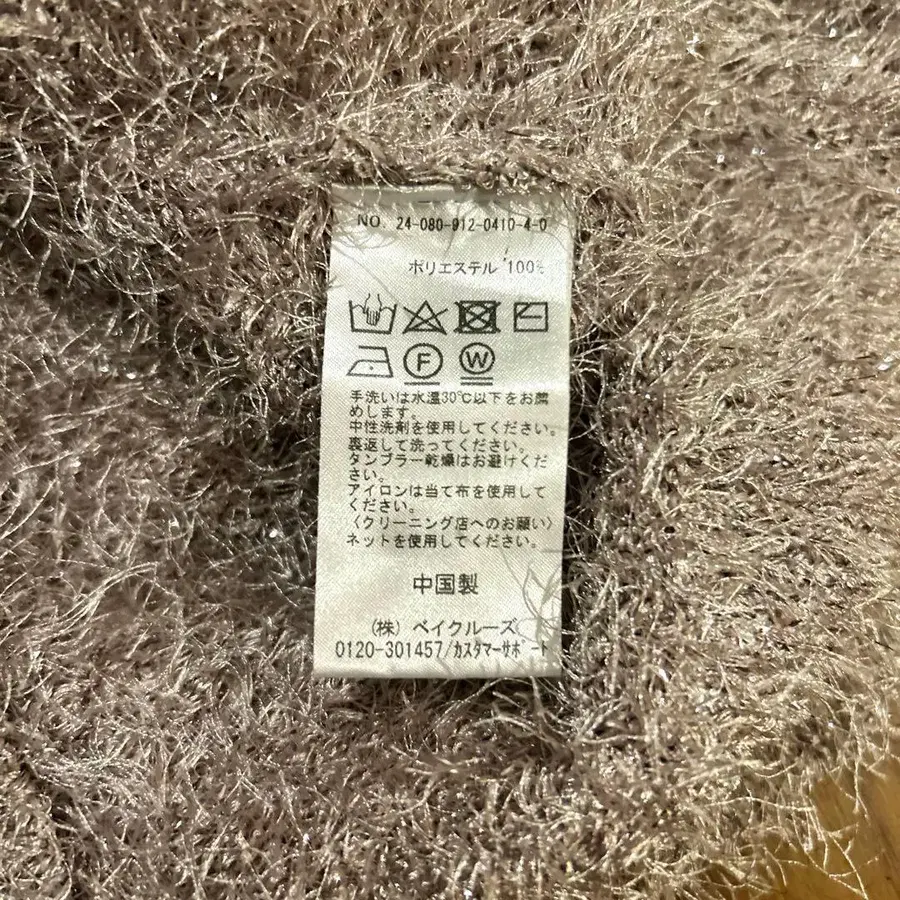 NO. 24-080-912-0410-4-0
ポリエステル 100%
F W
手洗いは水温30℃以下をお薦
めします。
中性洗剤を使用してください。
裏返して洗ってください。
タンブラー乾燥はお避けくだ
さい。
アイロンは当て布を使用して
ください。
〈クリーニング店へのお願い〉
ネットを使用してください。
中国製
(株) ベイクルーズ
0120-301457/カスタマーサポート